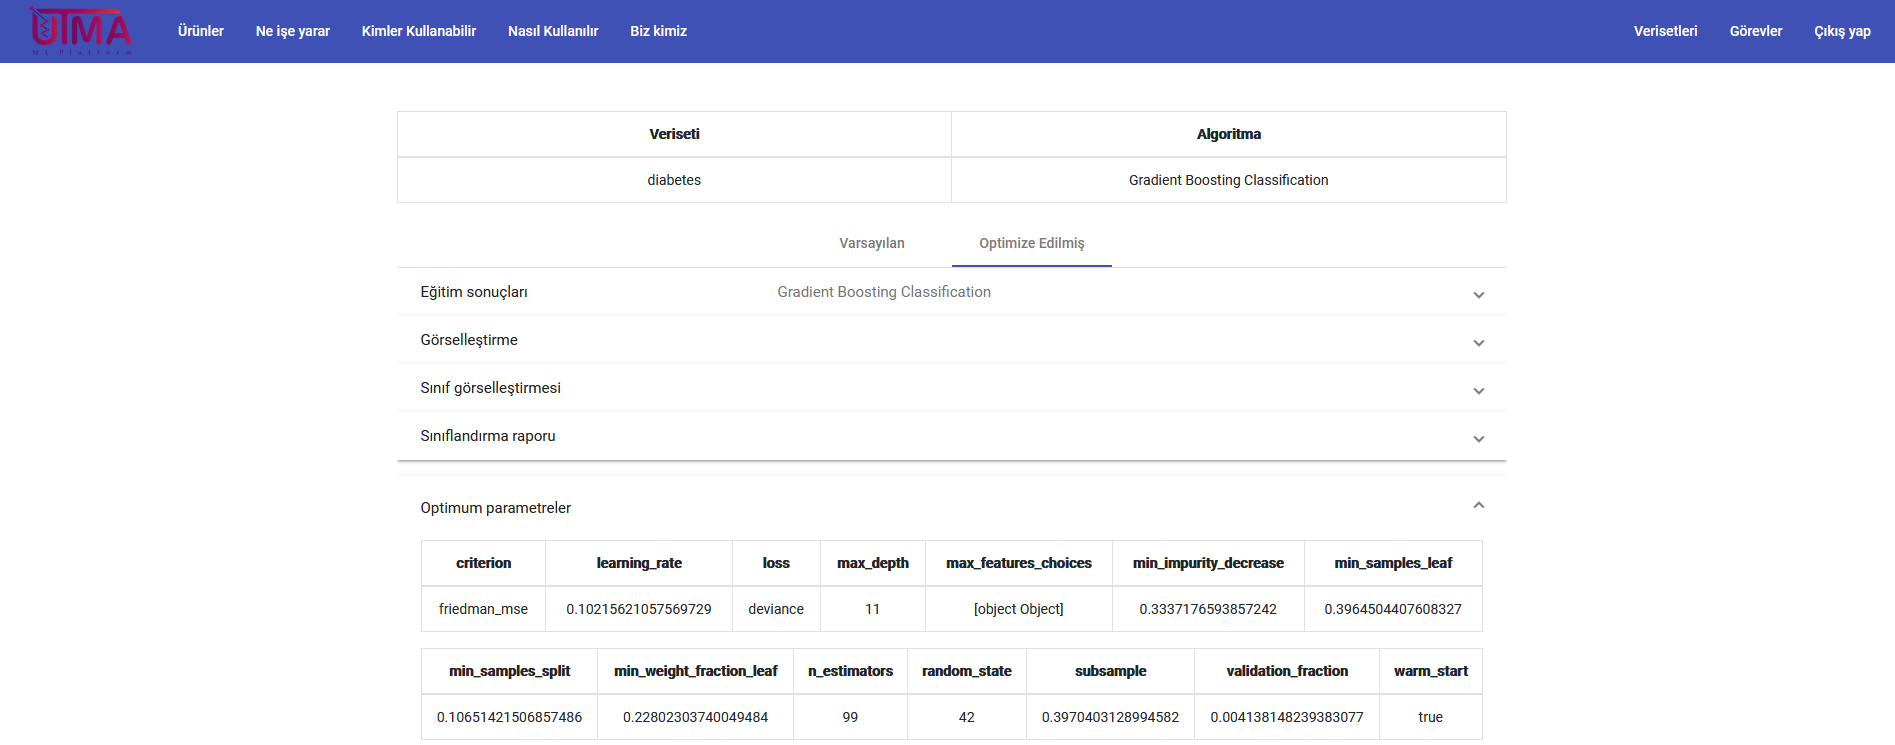 UTMA
ML Platform
Ürünler Ne işe yarar Kimler Kullanabilir Nasıl Kullanılır Biz kimiz Verisetleri Görevler Çıkış yap
Veriseti Algoritma
diabetes Gradient Boosting Classification
Varsayılan Optimize Edilmiş
Eğitim sonuçları Gradient Boosting Classification
Görselleştirme
Sınıf görselleştirmesi
Sınıflandırma raporu
Optimum parametreler
criterion learning_rate loss max_depth max_features_choices min_impurity_decrease min_samples_leaf
friedman_mse 0.10215621057569729 deviance 11 [object Object] 0.3337176593857242 0.3964504407608327
min_samples_split min_weight_fraction_leaf n_estimators random_state subsample validation_fraction warm_start
0.10651421506857486 0.22802303740049484 99 42 0.3970403128994582 0.004138148239383077 true